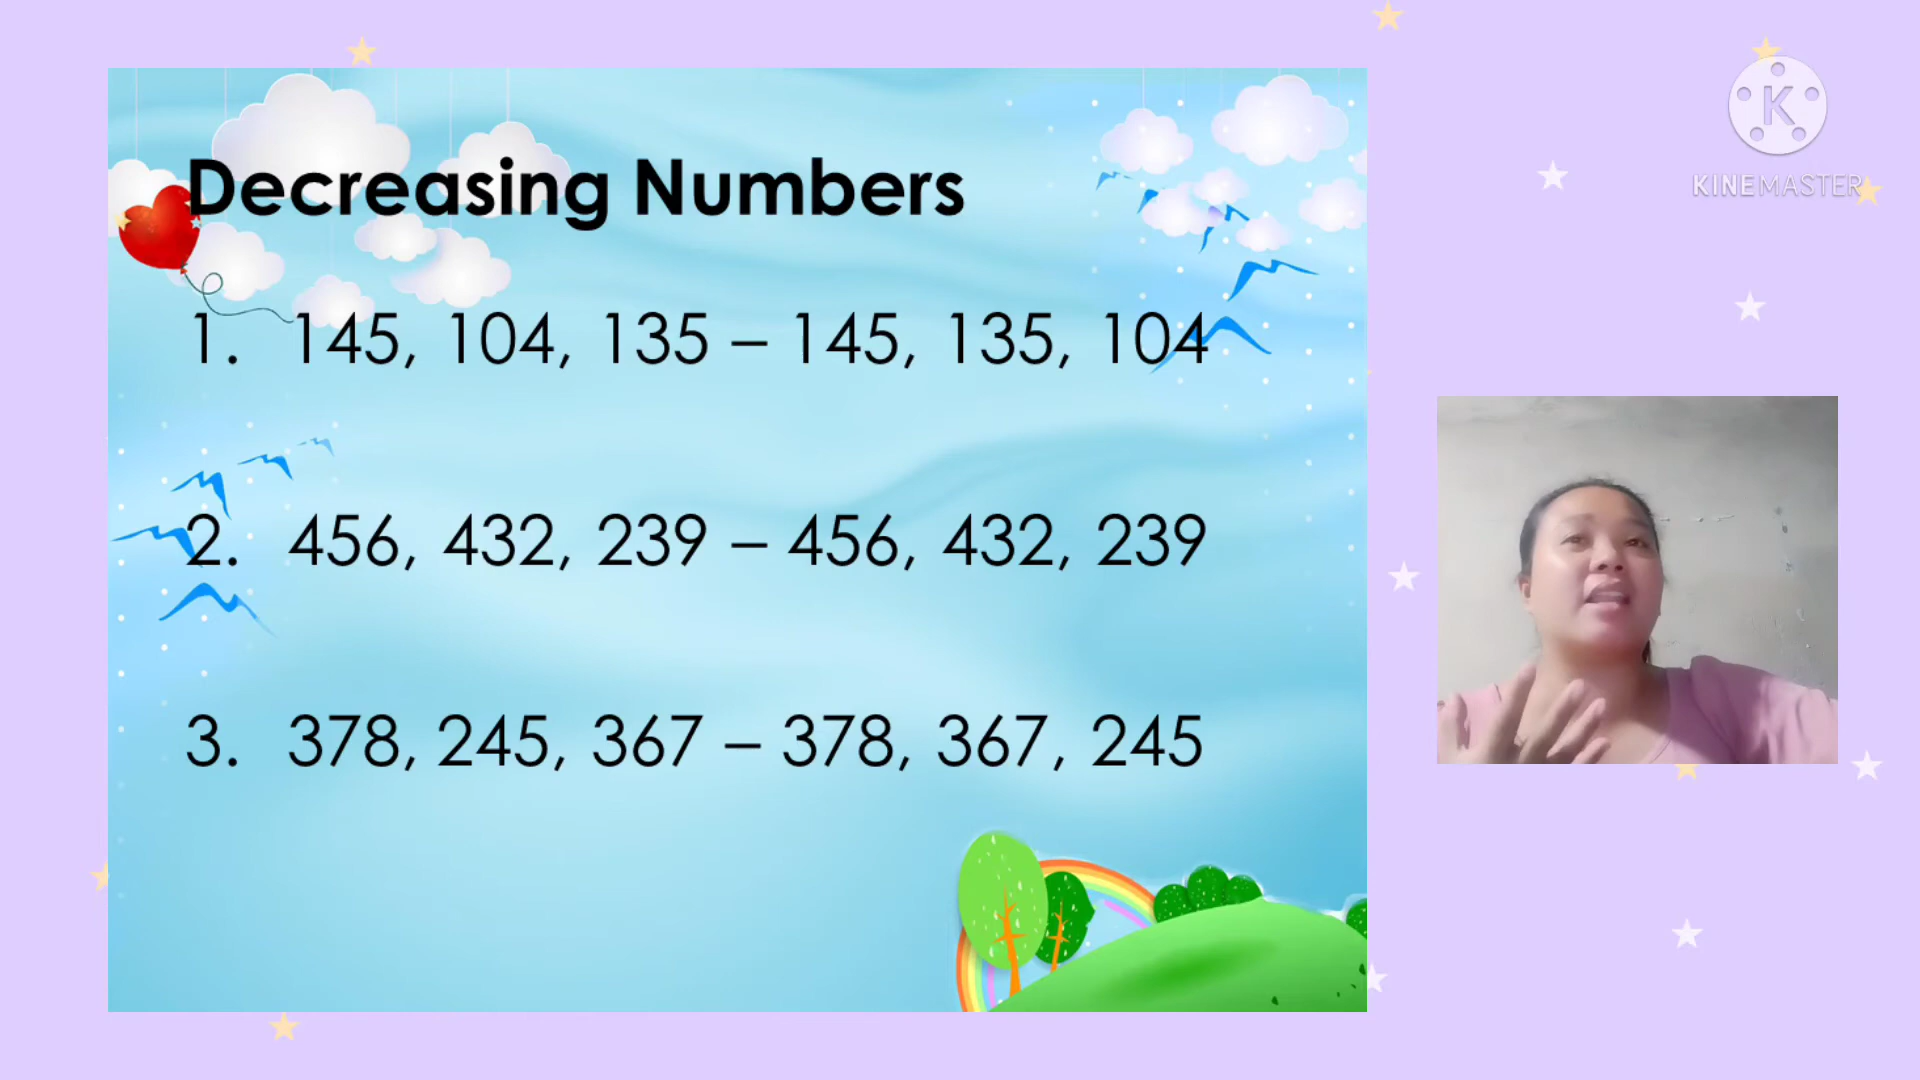 Decreasing Numbers
1. 145, 104, 135 – 145, 135, 104
2. 456, 432, 239 – 456, 432, 239
3. 378, 245, 367 – 378, 367, 245
K
KINEMASTER